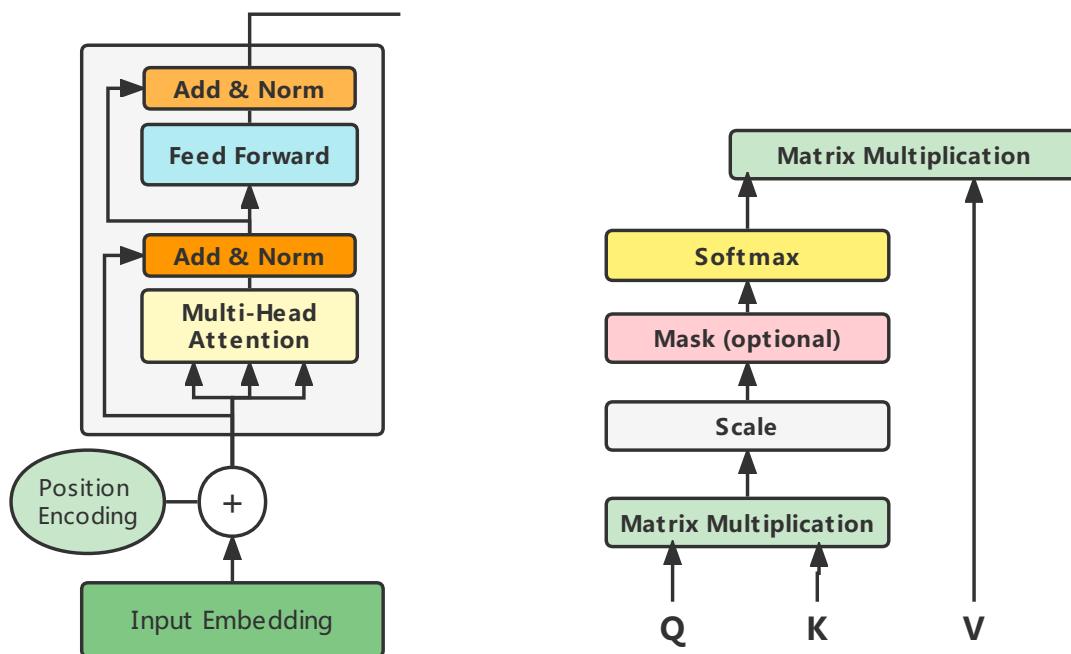 Add & Norm
Feed Forward
Add & Norm
Multi-Head
Attention
Position
Encoding
+
Input Embedding
Matrix Multiplication
Softmax
Mask (optional)
Scale
Matrix Multiplication
Q K V